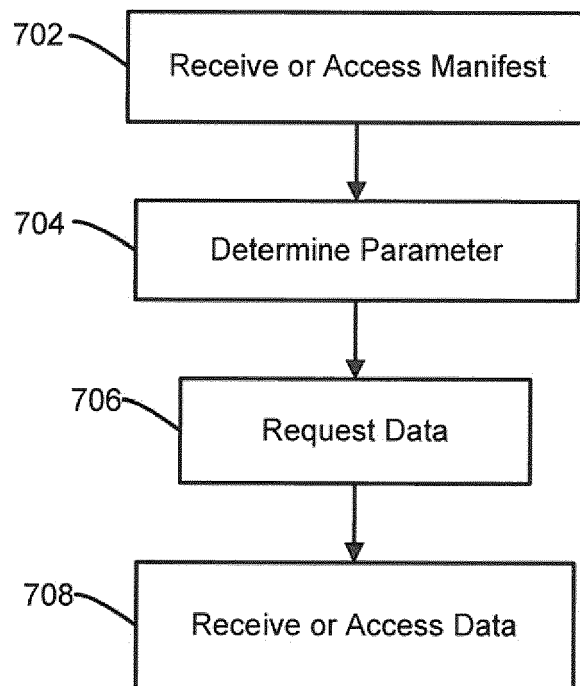 702
Receive or Access Manifest
704
Determine Parameter
706
Request Data
708
Receive or Access Data